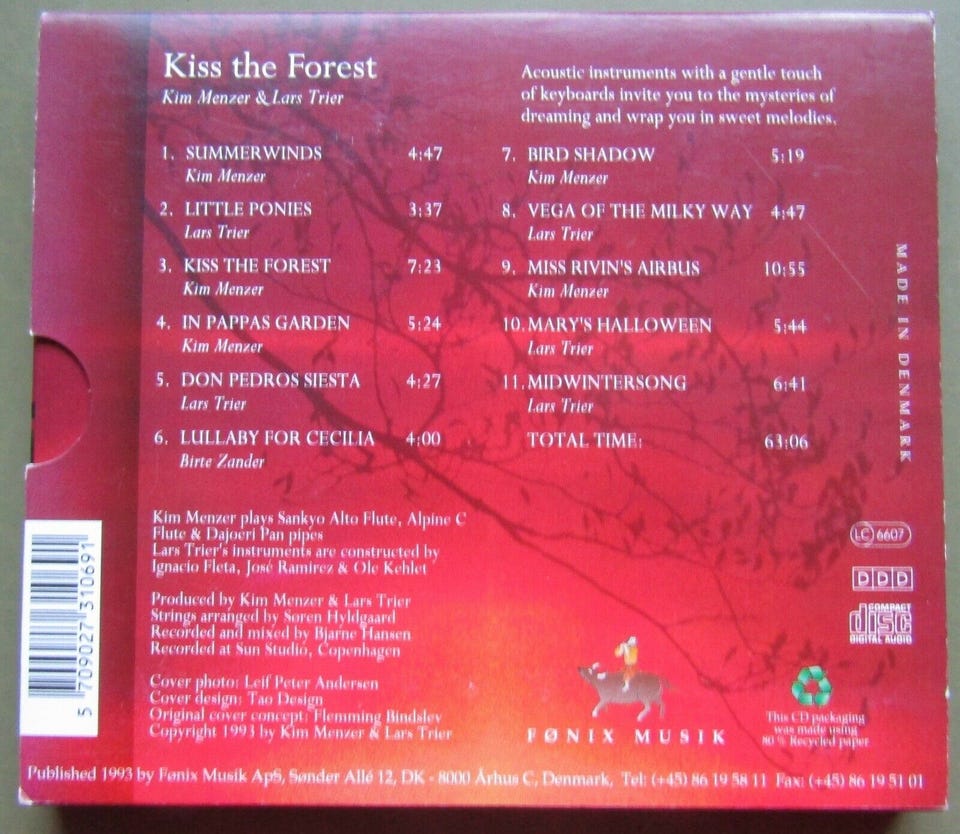 Kiss the Forest
Kim Menzer & Lars Trier
Acoustic instruments with a gentle touch
of keyboards invite you to the mysteries of
dreaming and wrap you in sweet melodies.
1. SUMMERWINDS 4:47
Kim Menzer
2. LITTLE PONIES 3:37
Lars Trier
3. KISS THE FOREST 7:23
Kim Menzer
4. IN PAPPAS GARDEN 5:24
Kim Menzer
5. DON PEDROS SIESTA 4:27
Lars Trier
6. LULLABY FOR CECILIA 4:00
Birte Zander
7. BIRD SHADOW 5:19
Kim Menzer
8. VEGA OF THE MILKY WAY 4:47
Lars Trier
9. MISS RIVIN'S AIRBUS 10:55
Kim Menzer
10. MARY'S HALLOWEEN 5:44
Lars Trier
11. MIDWINTERSONG 6:41
Lars Trier
TOTAL TIME: 63:06
MADE IN DENMARK
Kim Menzer plays Sankyo Alto Flute, Alpine C
Flute & Dajoeri Pan pipes
Lars Trier's instruments are constructed by
Ignacio Fleta, José Ramirez & Ole Kehlet
Produced by Kim Menzer & Lars Trier
Strings arranged by Søren Hyldgaard
Recorded and mixed by Bjarne Hansen
Recorded at Sun Studio, Copenhagen
Cover photo: Leif Peter Andersen
Cover design: Tao Design
Original cover concept: Flemming Bindslev
Copyright 1993 by Kim Menzer & Lars Trier
5 709027 310691
LC 6607
DDD
COMPACT
disc
DIGITAL AUDIO
FØNIX MUSIK
This CD packaging
was made using
80 % Recycled paper
Published 1993 by Fønix Musik ApS, Sønder Allé 12, DK - 8000 Århus C, Denmark, Tel: (+45) 86 19 58 11 Fax: (+45) 86 19 51 01